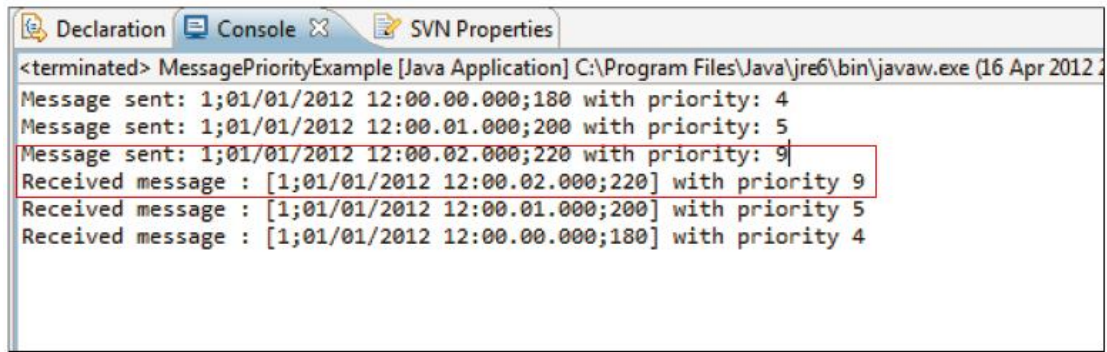 Declaration Console SVN Properties
<terminated> MessagePriorityExample [Java Application] C:\Program Files\Java\jre6\bin\javaw.exe (16 Apr 2012 2
Message sent: 1;01/01/2012 12:00.00.000;180 with priority: 4
Message sent: 1;01/01/2012 12:00.01.000;200 with priority: 5
Message sent: 1;01/01/2012 12:00.02.000;220 with priority: 9
Received message : [1;01/01/2012 12:00.02.000;220] with priority 9
Received message : [1;01/01/2012 12:00.01.000;200] with priority 5
Received message : [1;01/01/2012 12:00.00.000;180] with priority 4